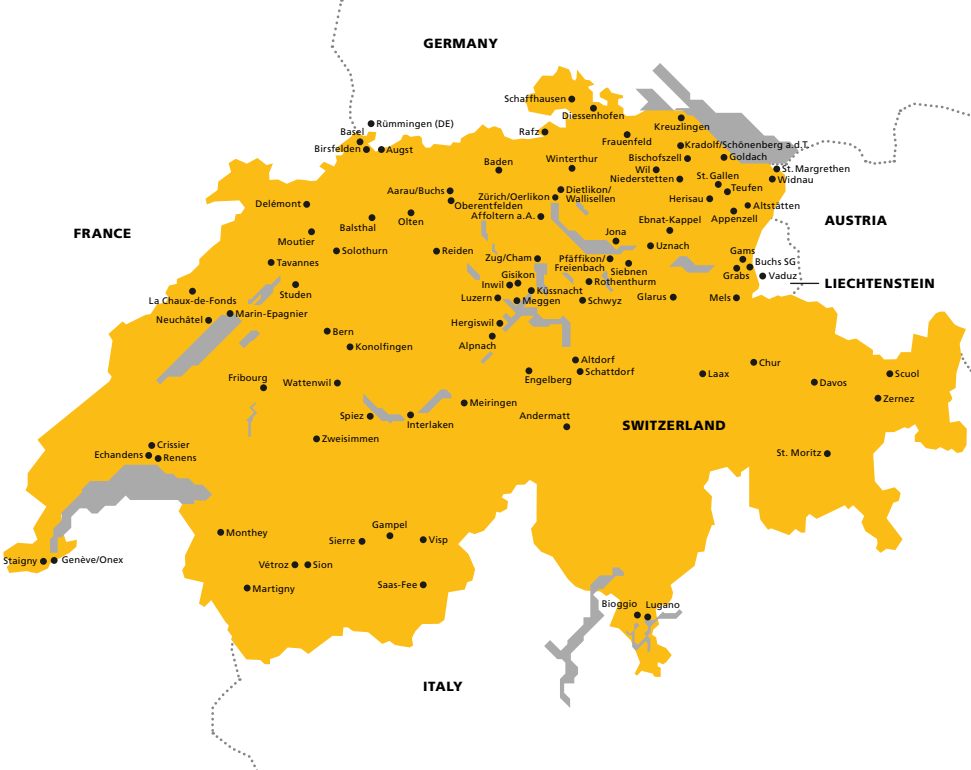 GERMANY
Schaffhausen
Diessenhofen
Rümmingen (DE)
Kreuzlingen
Basel
Rafz
Frauenfeld
Birsfelden
Augst
Kradolf/Schönenberg a.d.T.
Bischofszell
Goldach
Baden
Winterthur
Wil
St.Margrethen
Niederstetten
St.Gallen
Widnau
Aarau/Buchs
Zürich/Oerlikon
Dietlikon/
Wallisellen
Teufen
Delémont
Oberentfelden
Herisau
Altstätten
Olten
Affoltern a.A.
Ebnat-Kappel
Appenzell
AUSTRIA
Balsthal
FRANCE
Moutier
Jona
Solothurn
Reiden
Uznach
Gams
Tavannes
Zug/Cham
Pfäffikon/
Freienbach
Siebnen
Buchs SG
Grabs
Vaduz
Gisikon
Inwil
Rothenthurm
LIECHTENSTEIN
Studen
Küssnacht
La Chaux-de-Fonds
Luzern
Meggen
Schwyz
Glarus
Mels
Marin-Epagnier
Neuchâtel
Hergiswil
Bern
Alpnach
Konolfingen
Altdorf
Chur
Schattdorf
Laax
Scuol
Fribourg
Wattenwil
Engelberg
Davos
Zernez
Meiringen
Spiez
Interlaken
Andermatt
SWITZERLAND
Zweisimmen
Crissier
Echandens
Renens
St. Moritz
Gampel
Monthey
Sierre
Visp
Staigny
Genève/Onex
Vétroz
Sion
Martigny
Saas-Fee
Bioggio
Lugano
ITALY